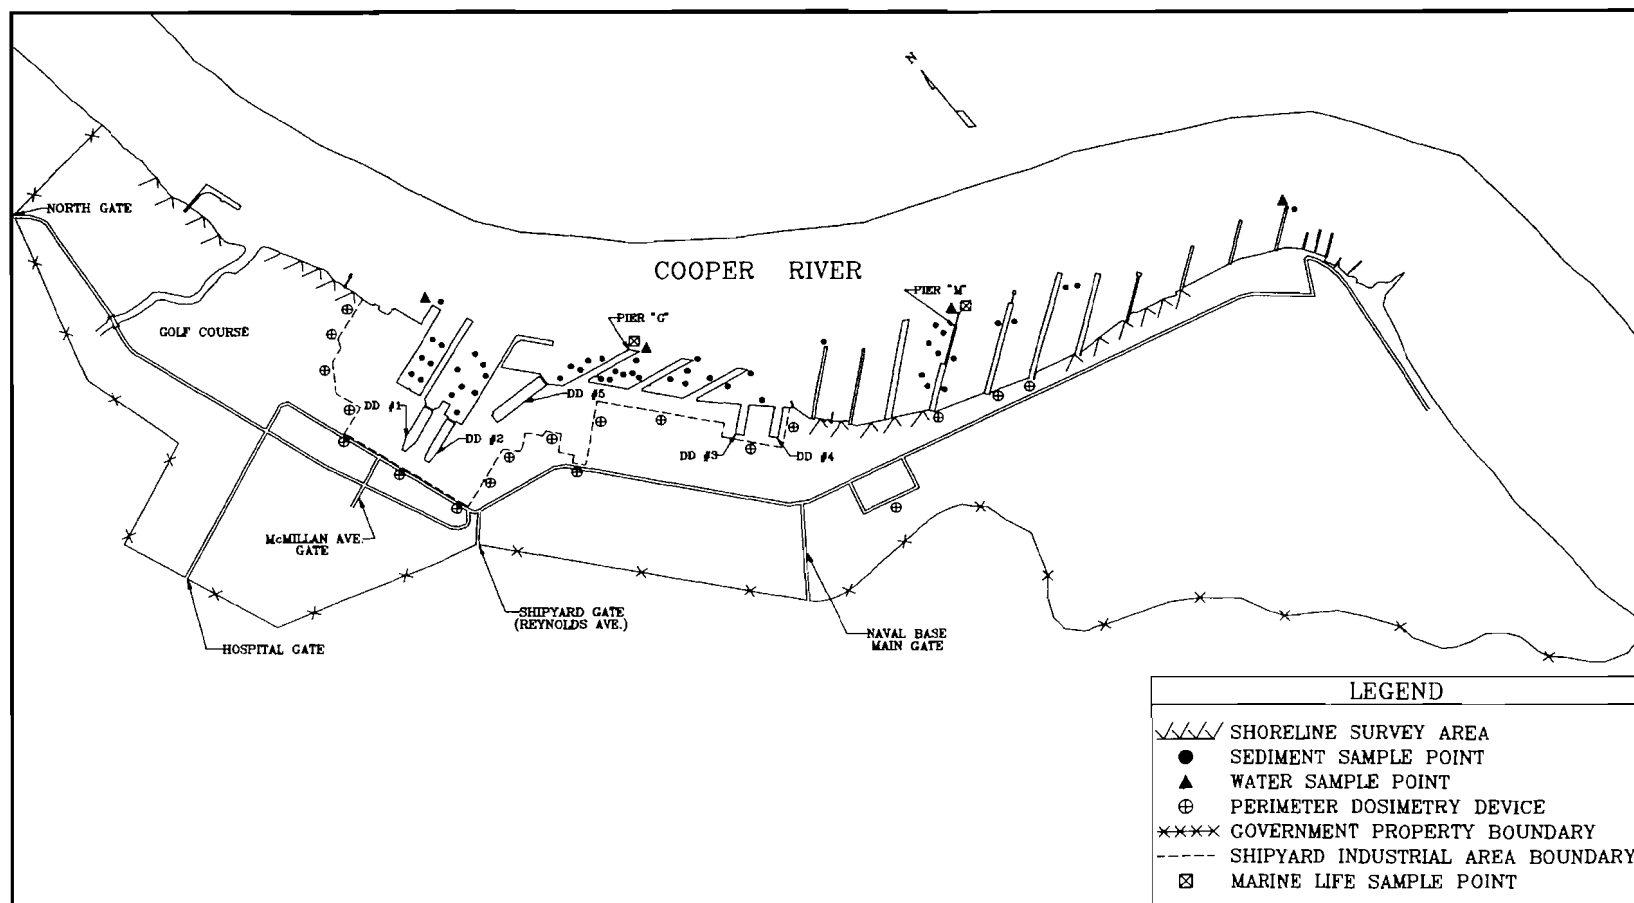 N
NORTH GATE
COOPER RIVER
PIER "M"
PIER "G"
GOLF COURSE
DD #1
DD #5
DD #2
DD #3
DD #4
McMILLAN AVE.
GATE
SHIPYARD GATE
(REYNOLDS AVE.)
NAVAL BASE
MAIN GATE
HOSPITAL GATE
LEGEND
SHORELINE SURVEY AREA
SEDIMENT SAMPLE POINT
WATER SAMPLE POINT
PERIMETER DOSIMETRY DEVICE
GOVERNMENT PROPERTY BOUNDARY
SHIPYARD INDUSTRIAL AREA BOUNDARY
MARINE LIFE SAMPLE POINT